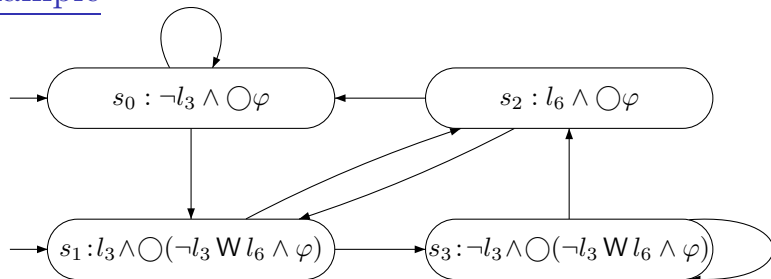 s₀ : ¬l₃ ∧ ◯φ
s₂ : l₆ ∧ ◯φ
s₁ : l₃ ∧ ◯(¬l₃ W l₆ ∧ φ)
s₃ : ¬l₃ ∧ ◯(¬l₃ W l₆ ∧ φ)